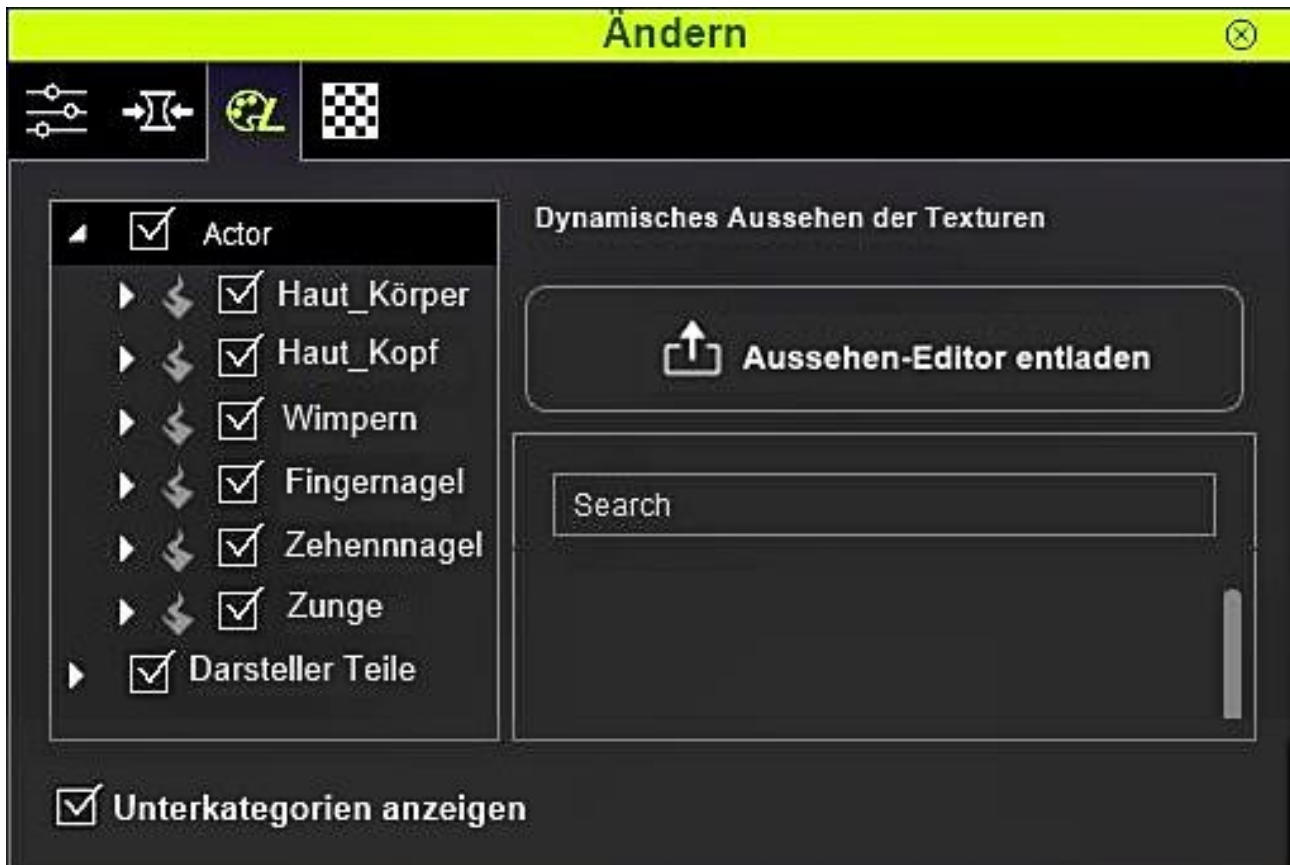 Ändern
Actor
Haut_Körper
Haut_Kopf
Wimpern
Fingernagel
Zehennnagel
Zunge
Darsteller Teile
Dynamisches Aussehen der Texturen
Aussehen-Editor entladen
Search
Unterkategorien anzeigen